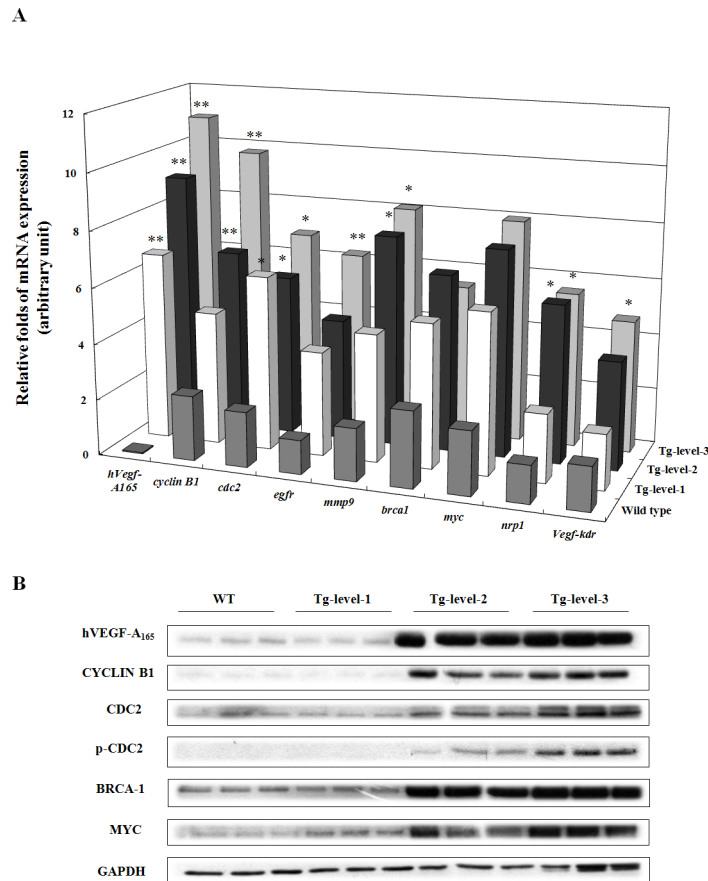 A
12
10
8
6
4
2
0
Relative folds of mRNA expression
(arbitrary unit)
** ** ** ** ** * * * ** * * * * *
hVegf-
A165
cyclin B1
cdc2
egfr
mmp9
brca1
myc
nrp1
Vegf-kdr
Tg-level-3
Tg-level-2
Tg-level-1
Wild type
B
WT Tg-level-1 Tg-level-2 Tg-level-3
hVEGF-A165
CYCLIN B1
CDC2
p-CDC2
BRCA-1
MYC
GAPDH